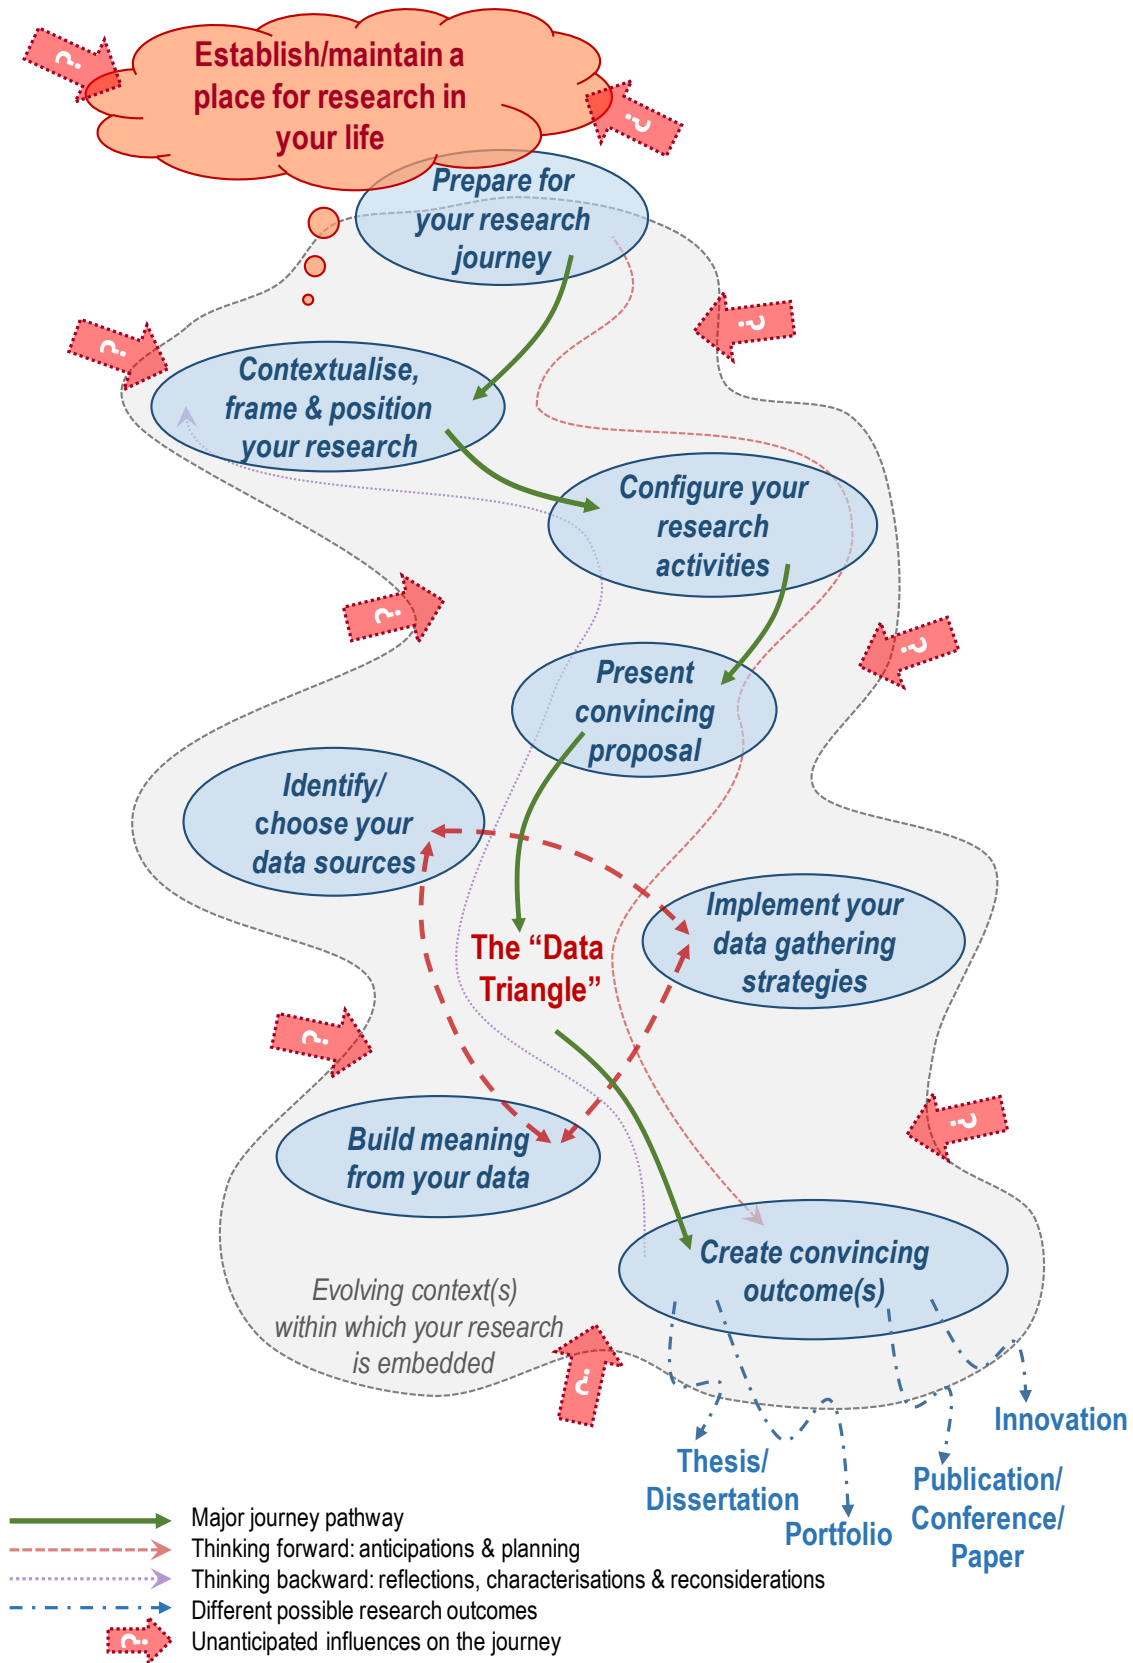 Establish/maintain a
place for research in
your life
Prepare for
your research
journey
Contextualise,
frame & position
your research
Configure your
research
activities
Present
convincing
proposal
Identify/
choose your
data sources
Implement your
data gathering
strategies
The “Data
Triangle”
Build meaning
from your data
Create convincing
outcome(s)
Evolving context(s)
within which your research
is embedded
Innovation
Thesis/
Dissertation
Portfolio
Publication/
Conference/
Paper
Major journey pathway
Thinking forward: anticipations & planning
Thinking backward: reflections, characterisations & reconsiderations
Different possible research outcomes
Unanticipated influences on the journey
?
?
?
?
?
?
?
?
?
?